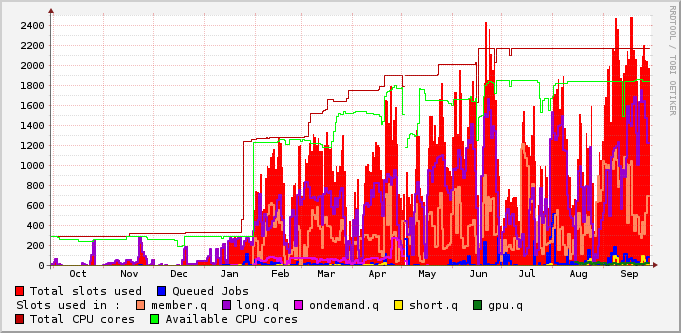 RRDTOOL / TOBI OETIKER
2400
2200
2000
1800
1600
1400
1200
1000
800
600
400
200
0
Oct Nov Dec Jan Feb Mar Apr May Jun Jul Aug Sep
Total slots used Queued Jobs
Slots used in : member.q long.q ondemand.q short.q gpu.q
Total CPU cores Available CPU cores